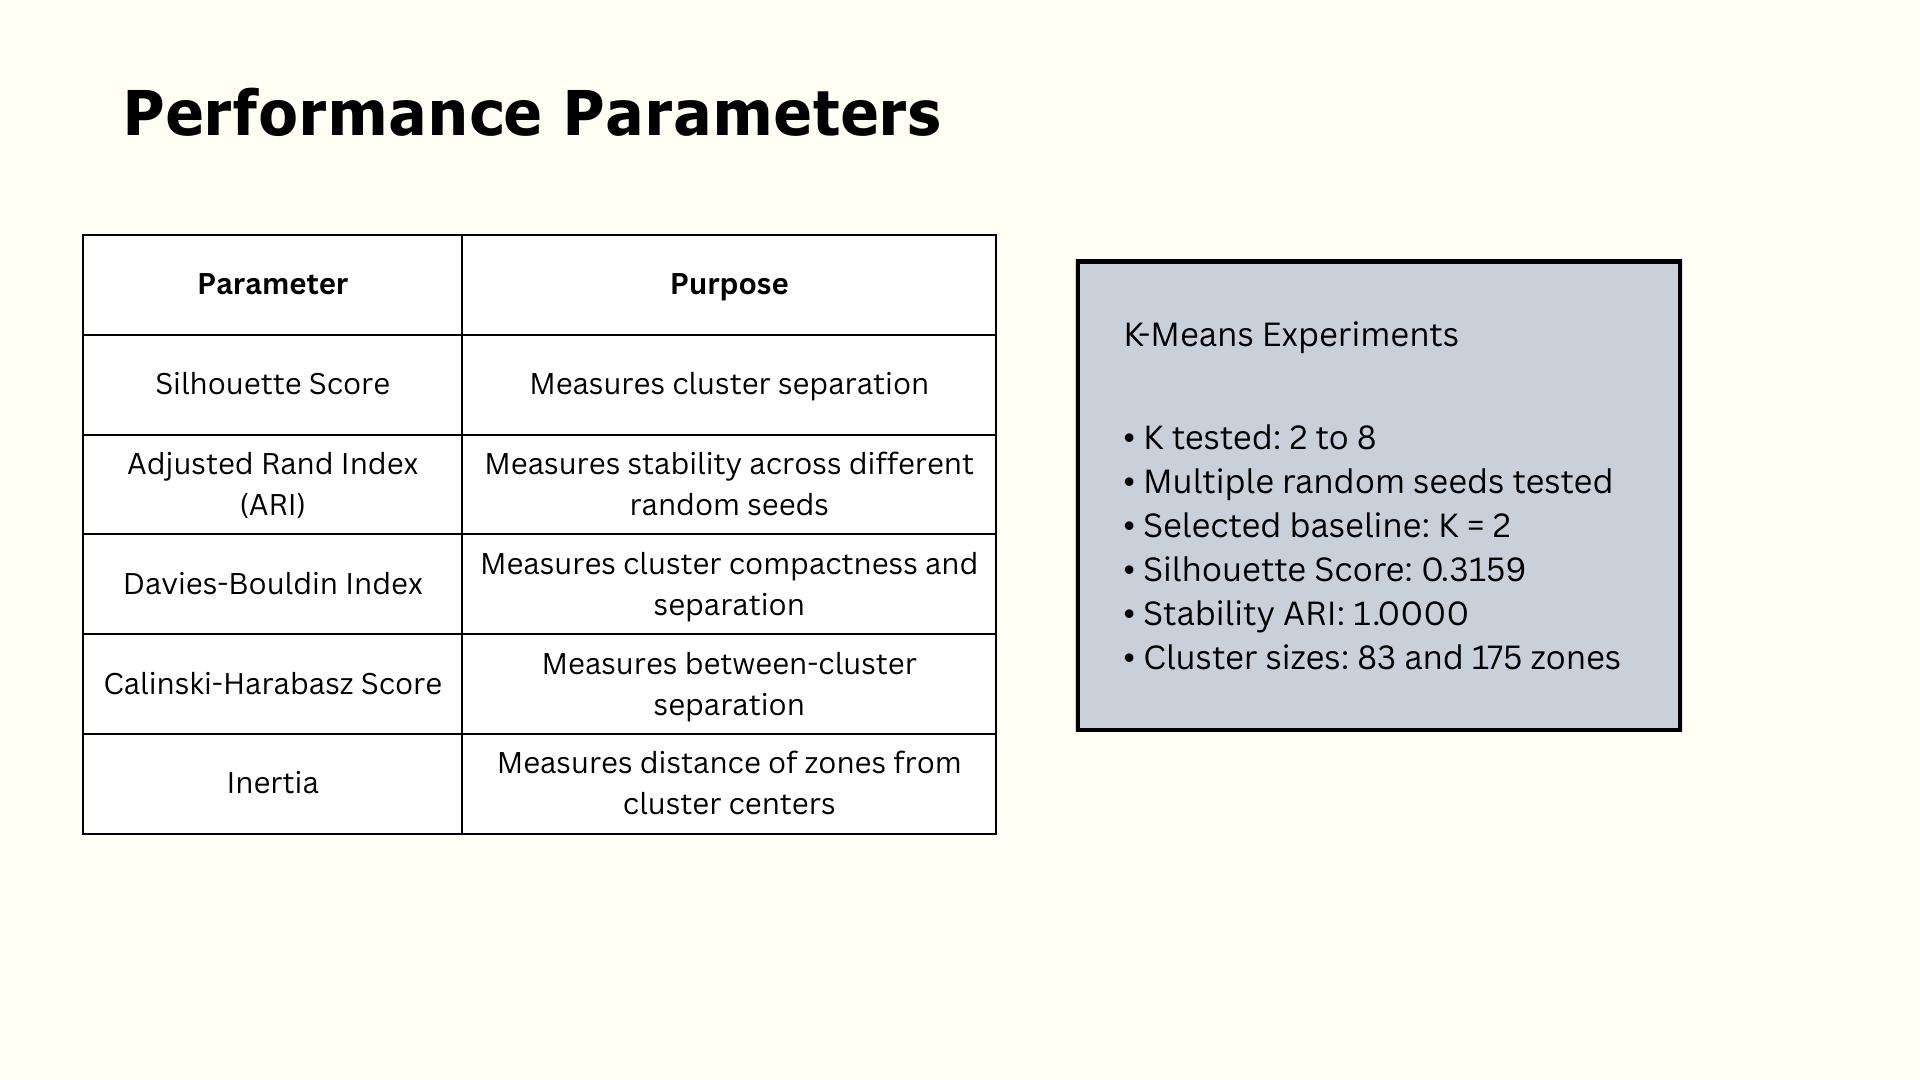 Performance Parameters
Parameter
Purpose
Silhouette Score
Measures cluster separation
Adjusted Rand Index
(ARI)
Measures stability across different
random seeds
Davies-Bouldin Index
Measures cluster compactness and
separation
Calinski-Harabasz Score
Measures between-cluster
separation
Inertia
Measures distance of zones from
cluster centers
K-Means Experiments
• K tested: 2 to 8
• Multiple random seeds tested
• Selected baseline: K = 2
• Silhouette Score: 0.3159
• Stability ARI: 1.0000
• Cluster sizes: 83 and 175 zones